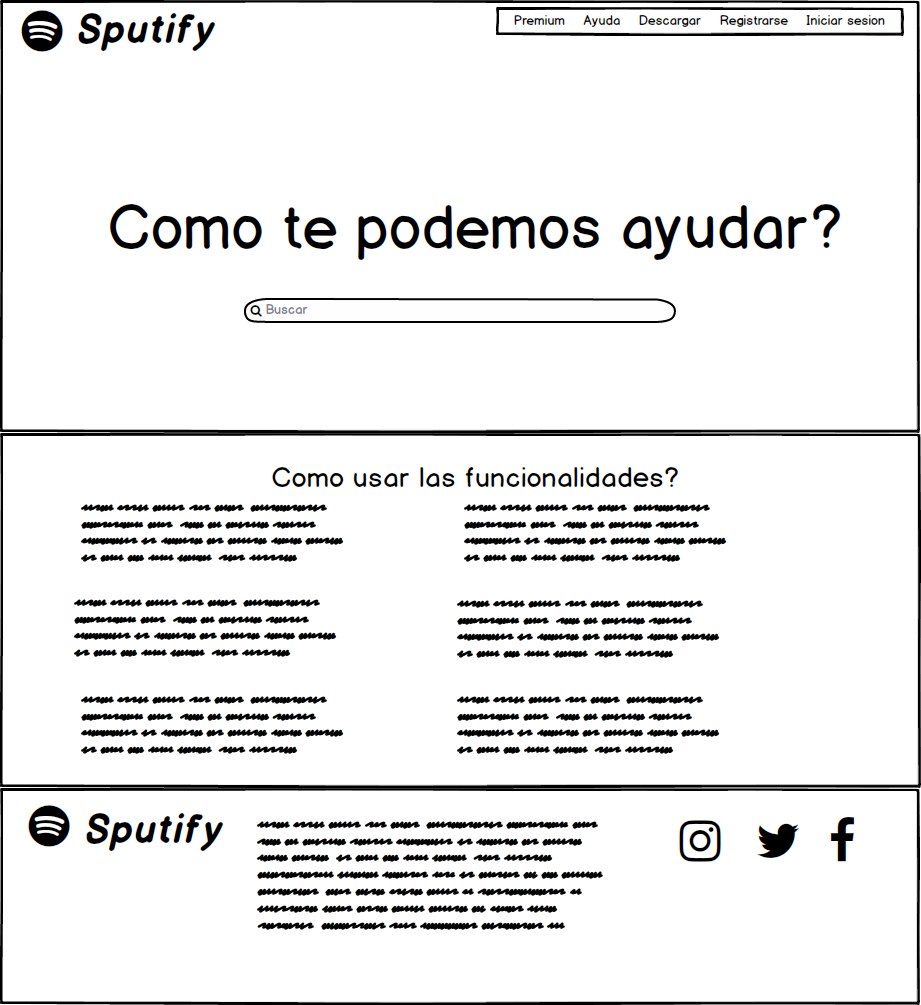 Sputify
Premium Ayuda Descargar Registrarse Iniciar sesion
Como te podemos ayudar?
Buscar
Como usar las funcionalidades?
Sputify